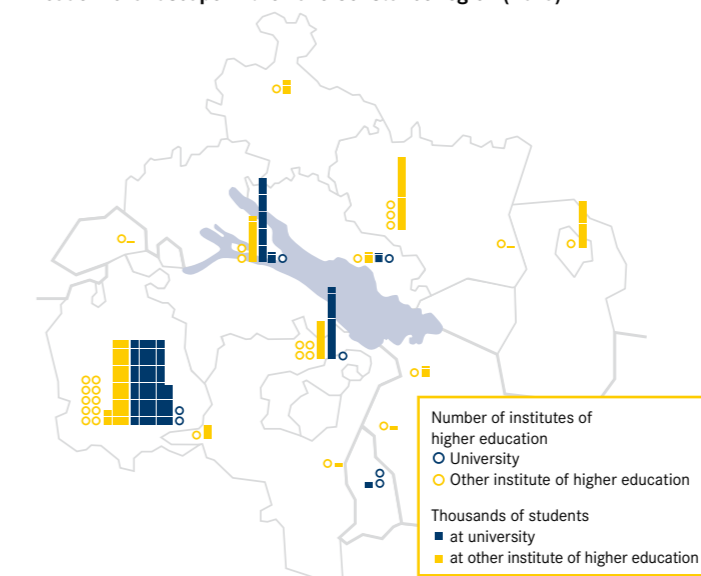 Number of institutes of
higher education
University
Other institute of higher education
Thousands of students
at university
at other institute of higher education